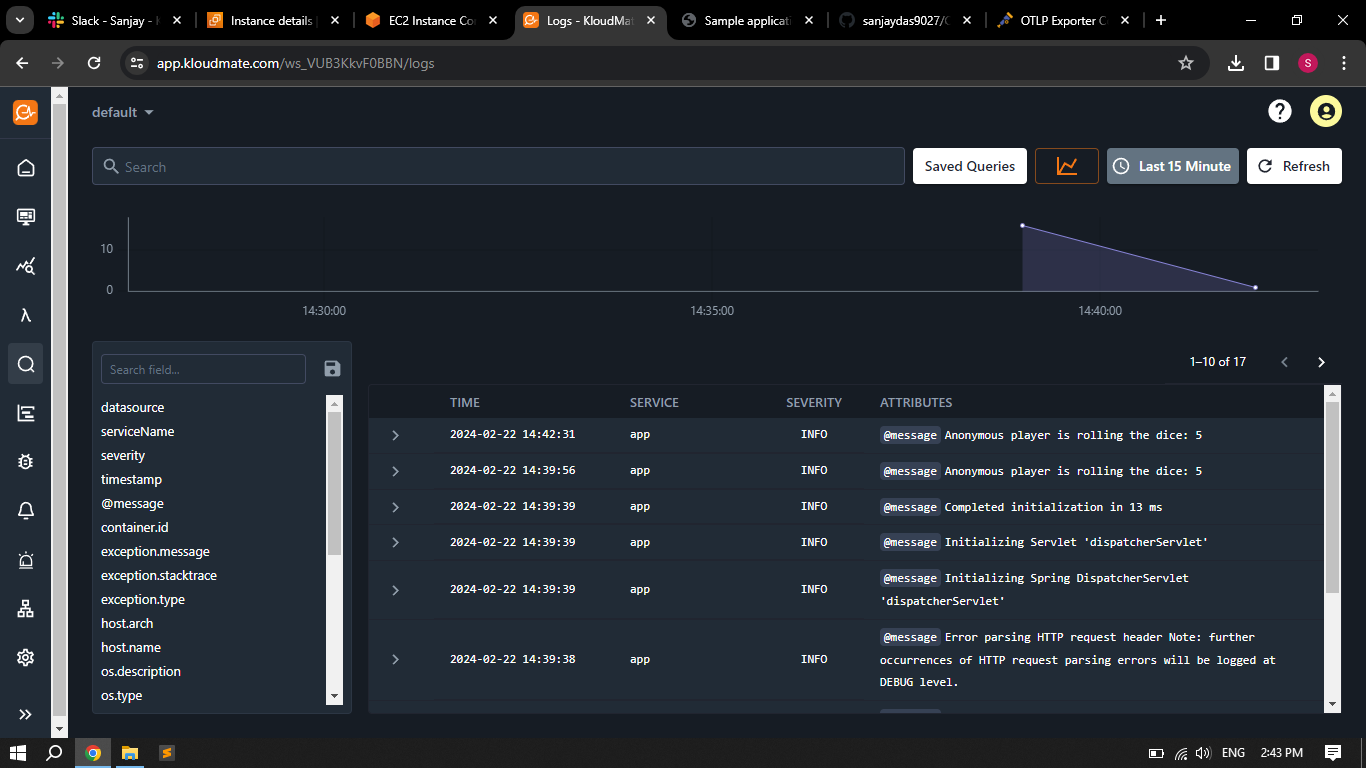 Slack - Sanjay -
Instance details
EC2 Instance Co
Logs - KloudMat
Sample applicati
sanjaydas9027/
OTLP Exporter C
app.kloudmate.com/ws_VUB3KkvF0BBN/logs
S
default
?
Search
Saved Queries
Last 15 Minute
Refresh
10
0
14:30:00
14:35:00
14:40:00
λ
Search field...
datasource
serviceName
severity
timestamp
@message
container.id
exception.message
exception.stacktrace
exception.type
host.arch
host.name
os.description
os.type
1–10 of 17
TIME SERVICE SEVERITY ATTRIBUTES
2024-02-22 14:42:31 app INFO @message Anonymous player is rolling the dice: 5
2024-02-22 14:39:56 app INFO @message Anonymous player is rolling the dice: 5
2024-02-22 14:39:39 app INFO @message Completed initialization in 13 ms
2024-02-22 14:39:39 app INFO @message Initializing Servlet 'dispatcherServlet'
2024-02-22 14:39:39 app INFO @message Initializing Spring DispatcherServlet
'dispatcherServlet'
2024-02-22 14:39:38 app INFO @message Error parsing HTTP request header Note: further
occurrences of HTTP request parsing errors will be logged at
DEBUG level.
ENG 2:43 PM